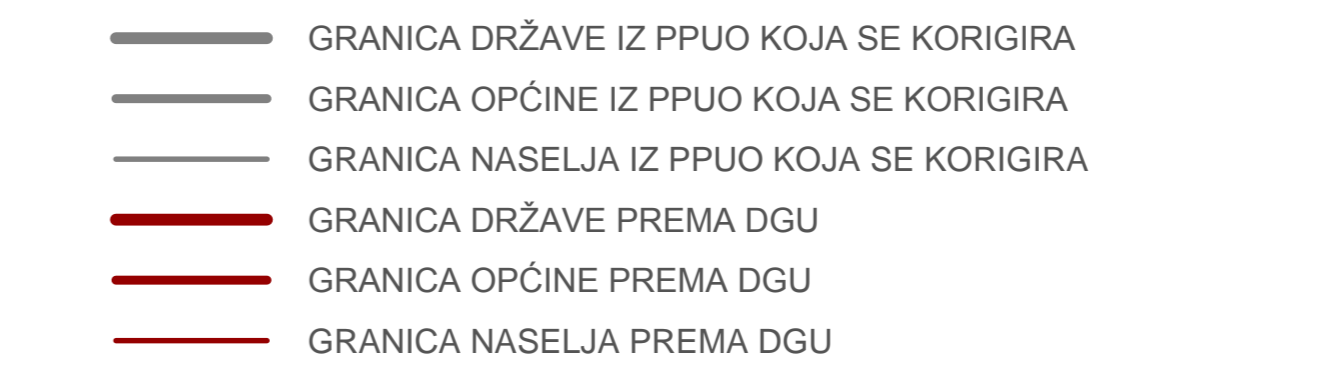 GRANICA DRŽAVE IZ PPUO KOJA SE KORIGIRA
GRANICA OPĆINE IZ PPUO KOJA SE KORIGIRA
GRANICA NASELJA IZ PPUO KOJA SE KORIGIRA
GRANICA DRŽAVE PREMA DGU
GRANICA OPĆINE PREMA DGU
GRANICA NASELJA PREMA DGU